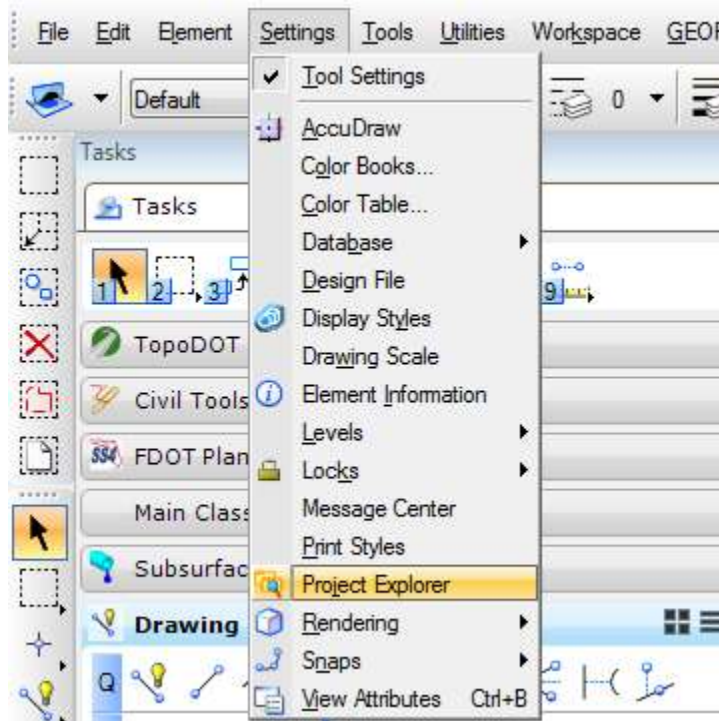 File Edit Element Settings Tools Utilities Workspace
Default 0
Tasks
Tasks
1 2 3 9
TopoDOT
Civil Tools
FDOT Plan
Main Class
Subsurfac
Drawing
Q
Tool Settings
AccuDraw
Color Books...
Color Table...
Database
Design File
Display Styles
Drawing Scale
Element Information
Levels
Locks
Message Center
Print Styles
Project Explorer
Rendering
Snaps
View Attributes Ctrl+B